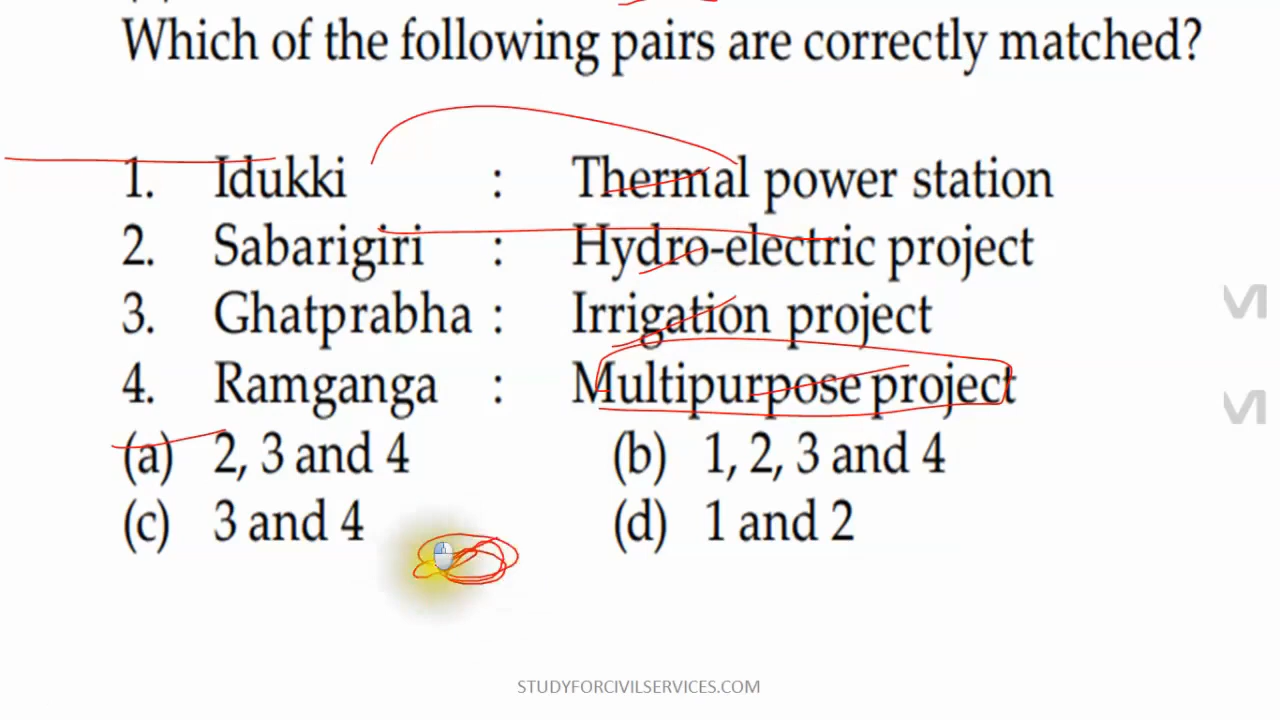 Which of the following pairs are correctly matched?
1. Idukki : Thermal power station
2. Sabarigiri : Hydro-electric project
3. Ghatprabha : Irrigation project
4. Ramganga : Multipurpose project
(a) 2, 3 and 4 (b) 1, 2, 3 and 4
(c) 3 and 4 (d) 1 and 2
STUDYFORCIVILSERVICES.COM